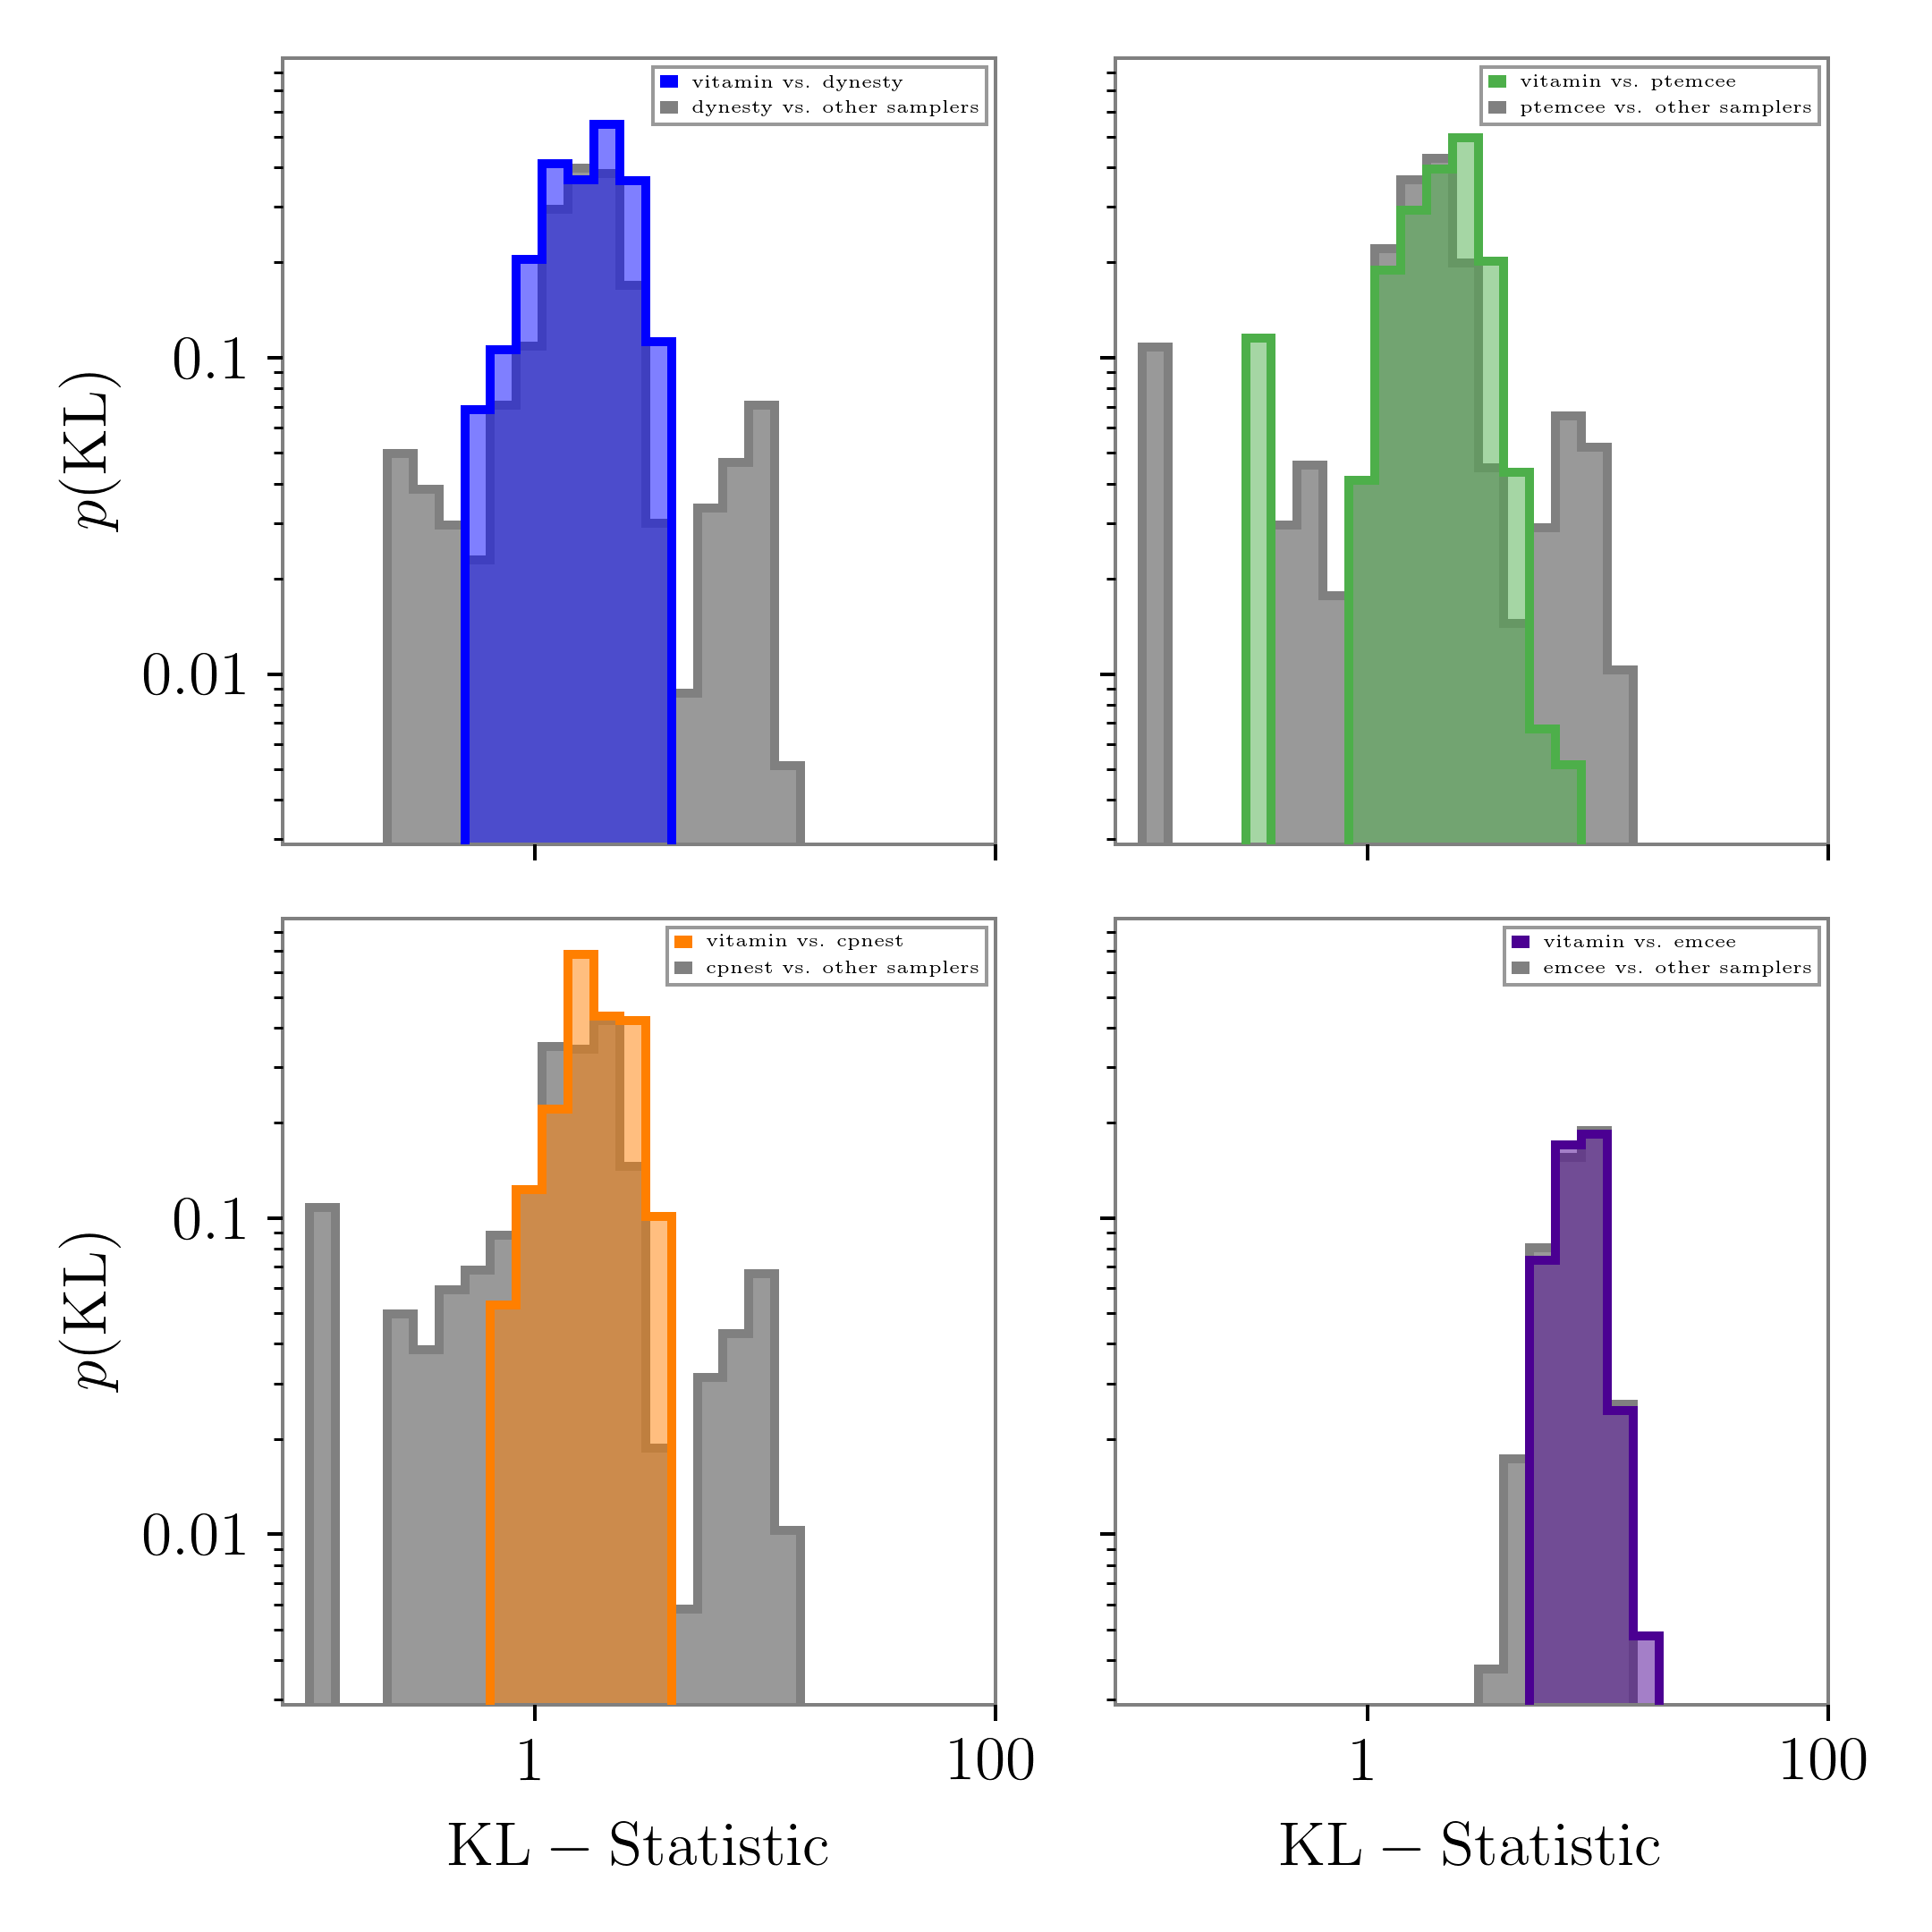 vitamin vs. dynesty
dynesty vs. other samplers
vitamin vs. ptemcee
ptemcee vs. other samplers
0.1
0.01
p(KL)
vitamin vs. cpnest
cpnest vs. other samplers
vitamin vs. emcee
emcee vs. other samplers
0.1
0.01
p(KL)
1 100
1 100
KL − Statistic
KL − Statistic